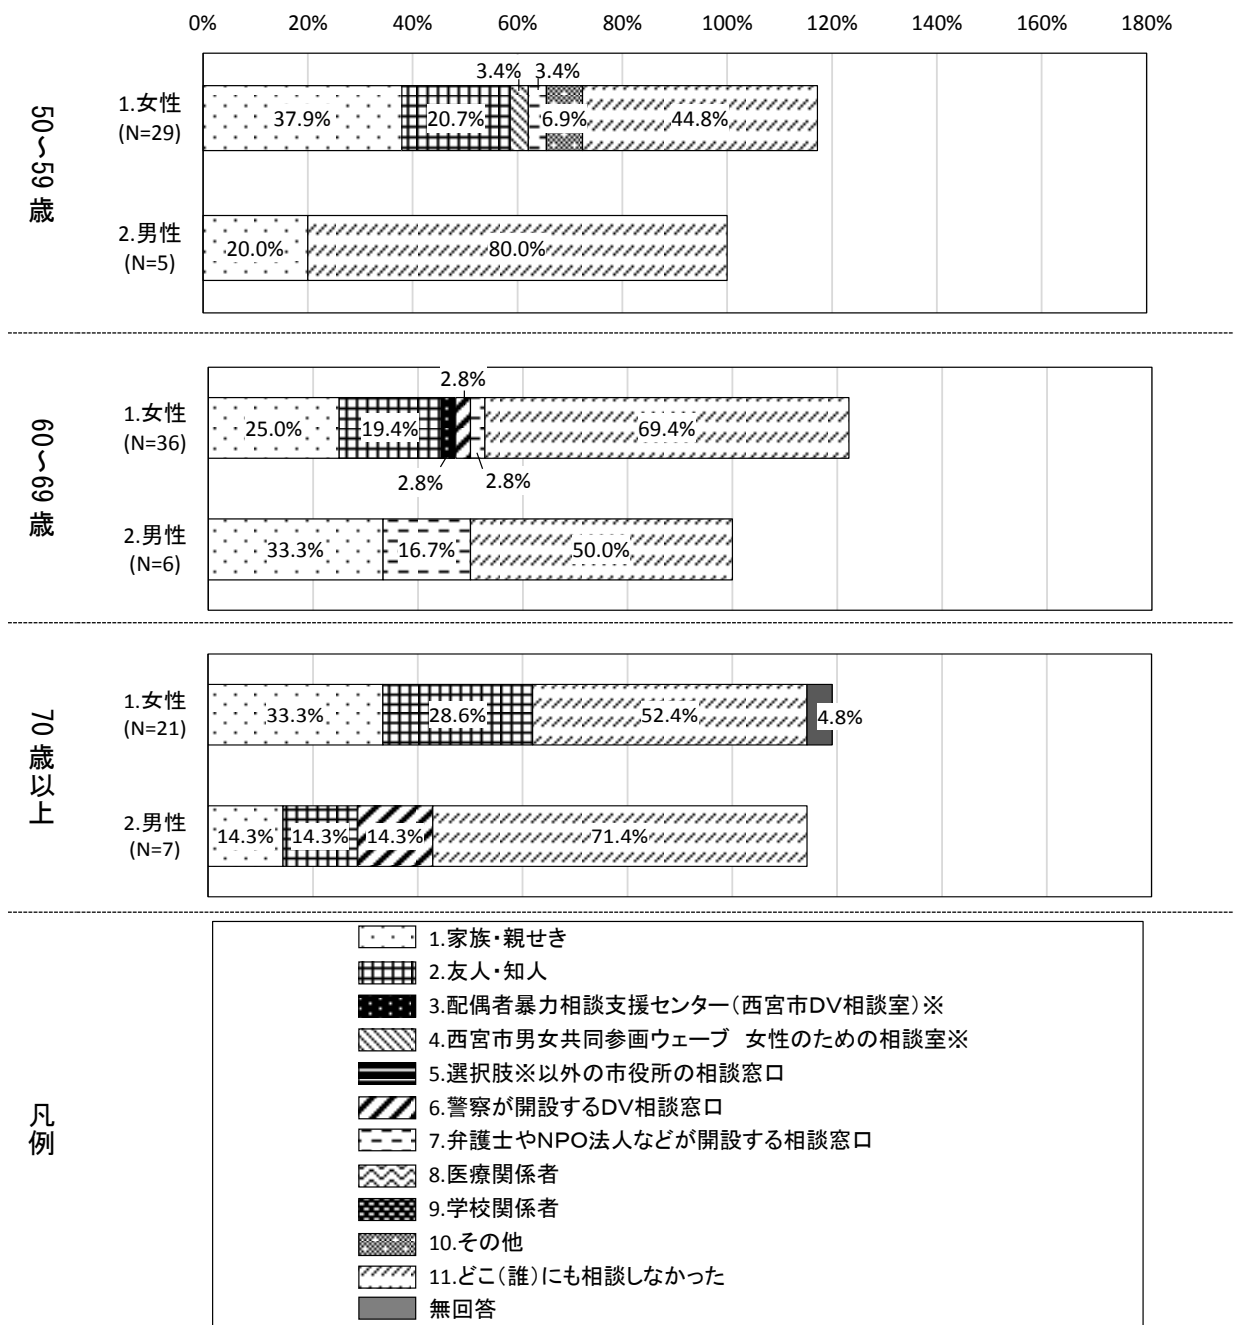 0% 20% 40% 60% 80% 100% 120% 140% 160% 180%
50～59歳
3.4% 3.4%
1.女性
(N=29)
37.9% 20.7% 6.9% 44.8%
2.男性
(N=5)
20.0% 80.0%
60～69歳
2.8%
1.女性
(N=36)
25.0% 19.4% 69.4%
2.8% 2.8%
2.男性
(N=6)
33.3% 16.7% 50.0%
70歳以上
1.女性
(N=21)
33.3% 28.6% 52.4% 4.8%
2.男性
(N=7)
14.3% 14.3% 14.3% 71.4%
凡例
1.家族・親せき
2.友人・知人
3.配偶者暴力相談支援センター（西宮市DV相談室）※
4.西宮市男女共同参画ウェーブ　女性のための相談室※
5.選択肢※以外の市役所の相談窓口
6.警察が開設するDV相談窓口
7.弁護士やNPO法人などが開設する相談窓口
8.医療関係者
9.学校関係者
10.その他
11.どこ（誰）にも相談しなかった
無回答